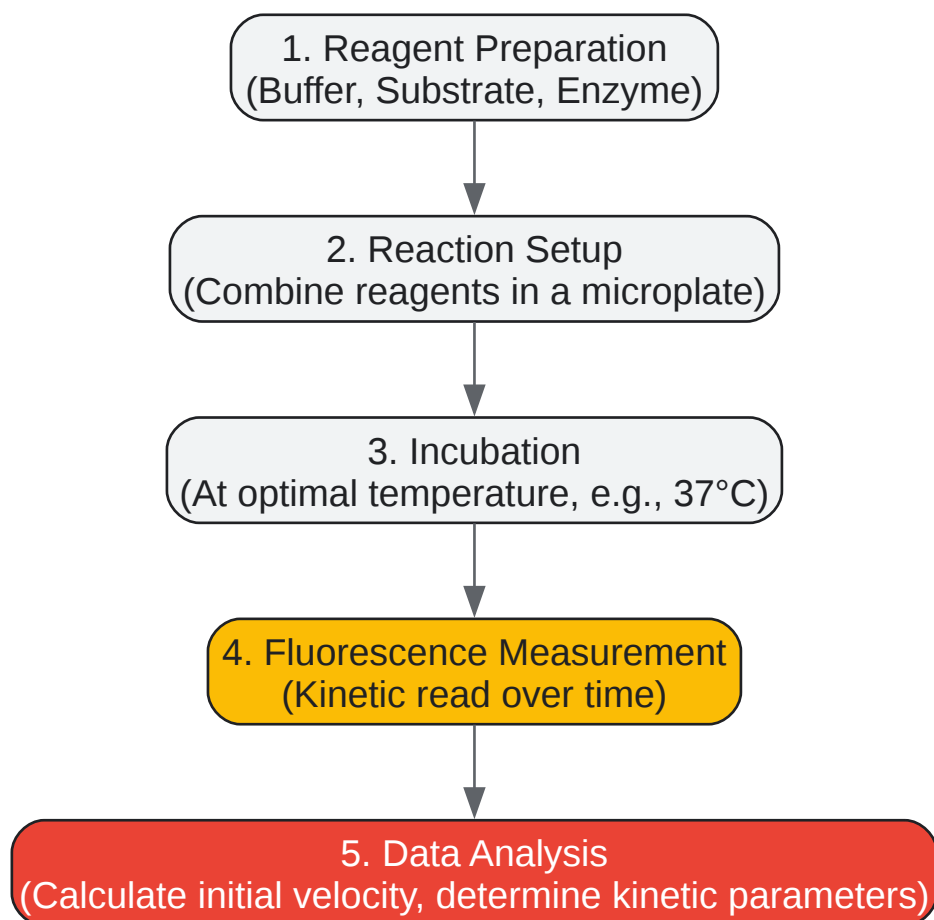 1. Reagent Preparation
(Buffer, Substrate, Enzyme)
2. Reaction Setup
(Combine reagents in a microplate)
3. Incubation
(At optimal temperature, e.g., 37°C)
4. Fluorescence Measurement
(Kinetic read over time)
5. Data Analysis
(Calculate initial velocity, determine kinetic parameters)